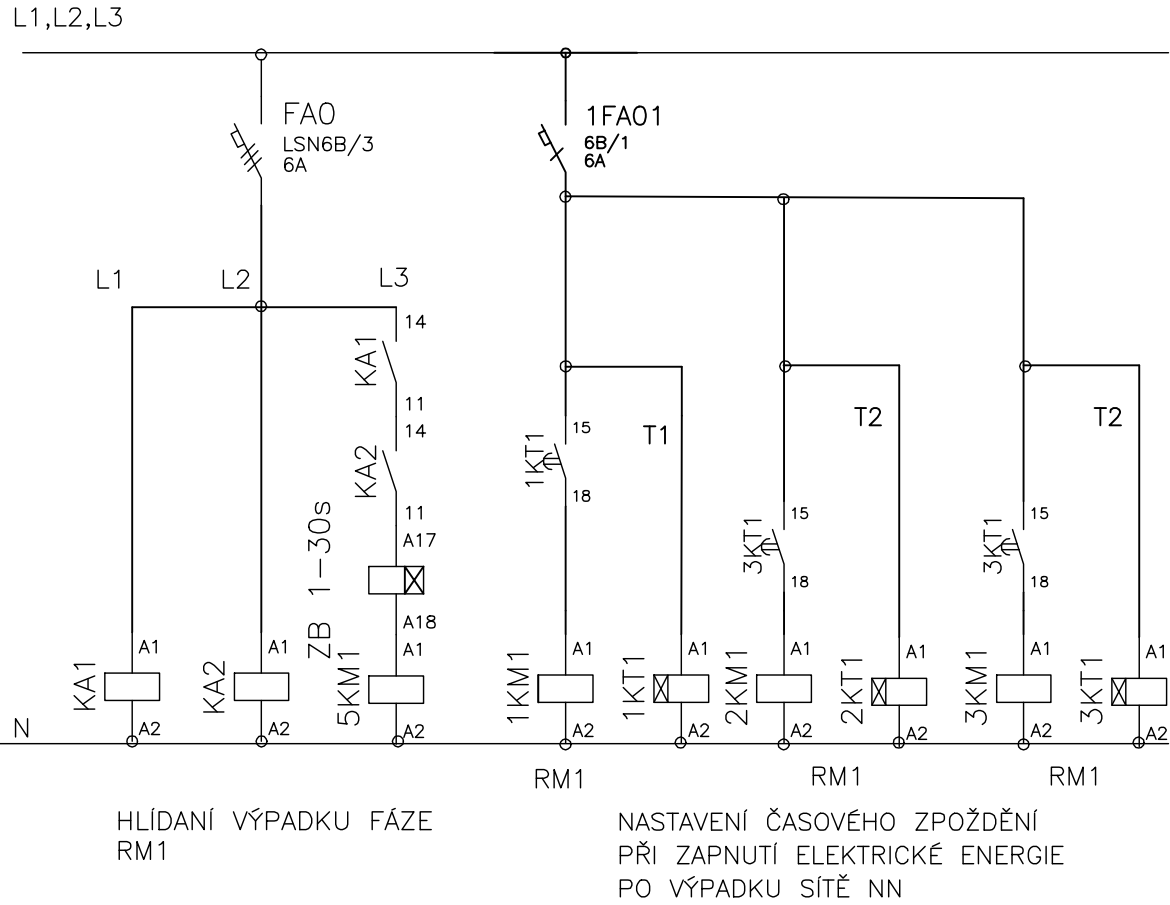 L1,L2,L3
FA0
LSN6B/3
6A
1FA01
6B/1
6A
L1
L2
L3
14
KA1
11
14
KA2
11
A17
ZB 1-30s
A18
A1
KA1
A2
A1
KA2
A2
A1
5KM1
A2
15
1KT1
18
T1
A1
1KM1
A2
A1
1KT1
A2
15
3KT1
18
T2
A1
2KM1
A2
A1
2KT1
A2
15
3KT1
18
T2
3KM1
A2
A1
3KT1
A2
N
RM1
RM1
RM1
HLÍDANÍ VÝPADKU FÁZE
RM1
NASTAVENÍ ČASOVÉHO ZPOŽDĚNÍ
PŘI ZAPNUTÍ ELEKTRICKÉ ENERGIE
PO VÝPADKU SÍTĚ NN